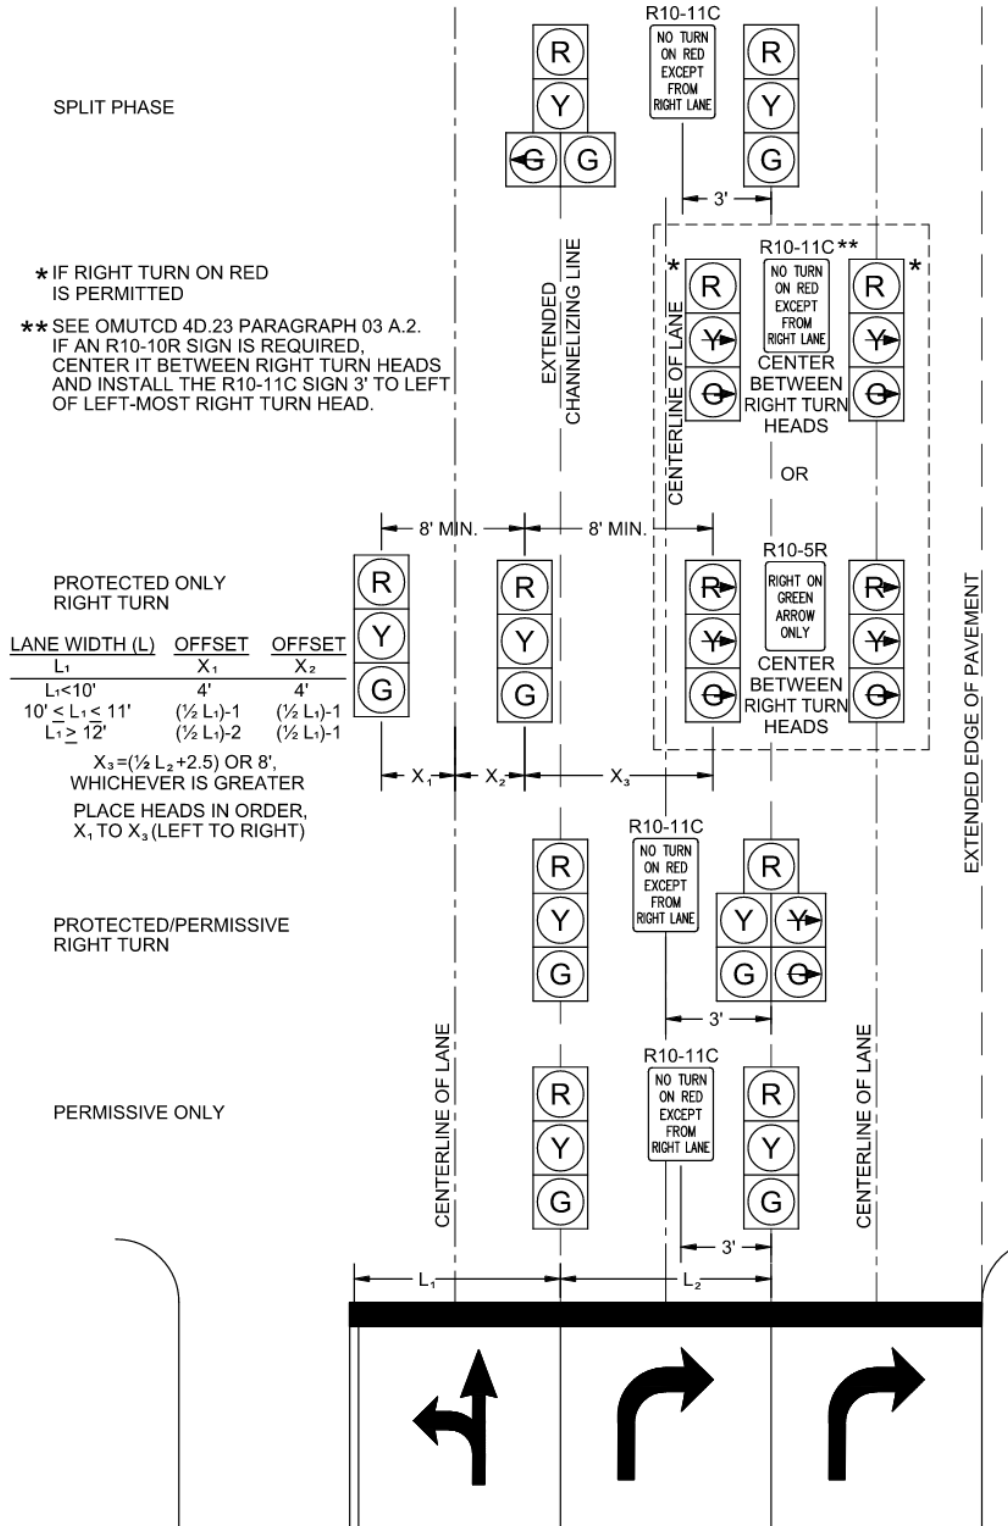 R10-11C
NO TURN
ON RED
EXCEPT
FROM
RIGHT LANE
R
Y
G
G
R
Y
G
SPLIT PHASE
3'
* IF RIGHT TURN ON RED
IS PERMITTED
** SEE OMUTCD 4D.23 PARAGRAPH 03 A.2.
IF AN R10-10R SIGN IS REQUIRED,
CENTER IT BETWEEN RIGHT TURN HEADS
AND INSTALL THE R10-11C SIGN 3' TO LEFT
OF LEFT-MOST RIGHT TURN HEAD.
EXTENDED
CHANNELIZING LINE
CENTERLINE OF LANE
R10-11C **
*
*
R
Y
G
NO TURN
ON RED
EXCEPT
FROM
RIGHT LANE
R
Y
G
CENTER
BETWEEN
RIGHT TURN
HEADS
OR
8' MIN.
8' MIN.
PROTECTED ONLY
RIGHT TURN
R
Y
G
R
Y
G
R
Y
G
R10-5R
RIGHT ON
GREEN
ARROW
ONLY
R
Y
G
CENTER
BETWEEN
RIGHT TURN
HEADS
EXTENDED EDGE OF PAVEMENT
LANE WIDTH (L) OFFSET OFFSET
L₁ X₁ X₂
L₁<10' 4' 4'
10' ≤ L₁ ≤ 11' (½ L₁)-1 (½ L₁)-1
L₁ ≥ 12' (½ L₁)-2 (½ L₁)-1
X₃=(½ L₂+2.5) OR 8',
WHICHEVER IS GREATER
PLACE HEADS IN ORDER,
X₁ TO X₃ (LEFT TO RIGHT)
X₁
X₂
X₃
R10-11C
NO TURN
ON RED
EXCEPT
FROM
RIGHT LANE
R
Y
G
R
Y
Y
G
G
PROTECTED/PERMISSIVE
RIGHT TURN
3'
CENTERLINE OF LANE
CENTERLINE OF LANE
R10-11C
NO TURN
ON RED
EXCEPT
FROM
RIGHT LANE
R
Y
G
R
Y
G
PERMISSIVE ONLY
3'
L₁
L₂